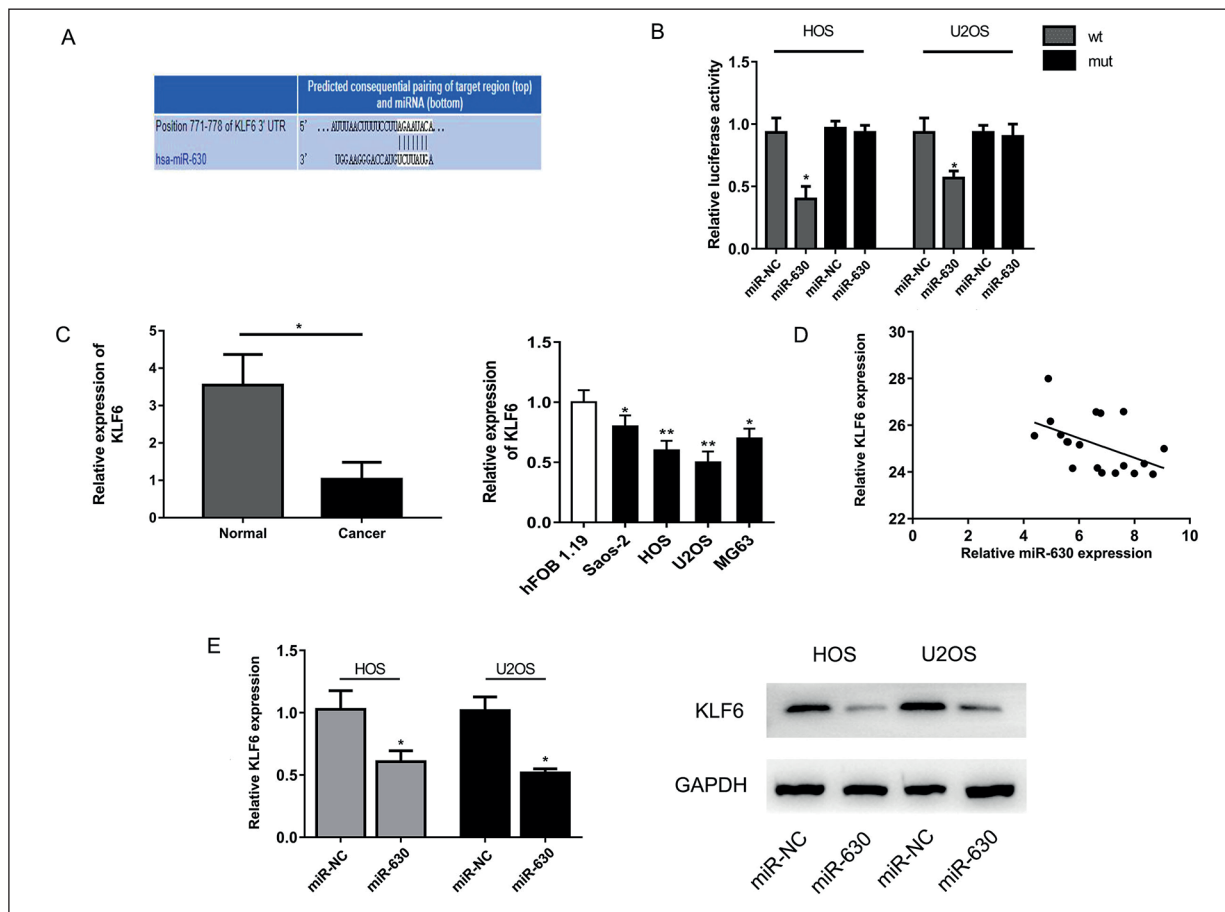 A
Predicted consequential pairing of target region (top)
and miRNA (bottom)
Position 771-778 of KLF6 3' UTR 5' ...AUUUAACUUUUCCUUAGAAUACA...
hsa-miR-630 3' UGGAAGGGACCAUGUCUUAUGA
B
HOS U2OS
wt
mut
Relative luciferase activity
1.5
1.0
0.5
0.0
* *
miR-NC miR-630 miR-NC miR-630 miR-NC miR-630 miR-NC miR-630
C
Relative expression of
KLF6
5
4
3
2
1
0
*
Normal Cancer
Relative expression
of KLF6
1.5
1.0
0.5
0.0
* ** ** *
hFOB 1.19 Saos-2 HOS U2OS MG63
D
Relative KLF6 expression
30
28
26
24
22
0 2 4 6 8 10
Relative miR-630 expression
E
HOS U2OS
Relative KLF6 expression
1.5
1.0
0.5
0.0
* *
miR-NC miR-630 miR-NC miR-630
HOS U2OS
KLF6
GAPDH
miR-NC miR-630 miR-NC miR-630